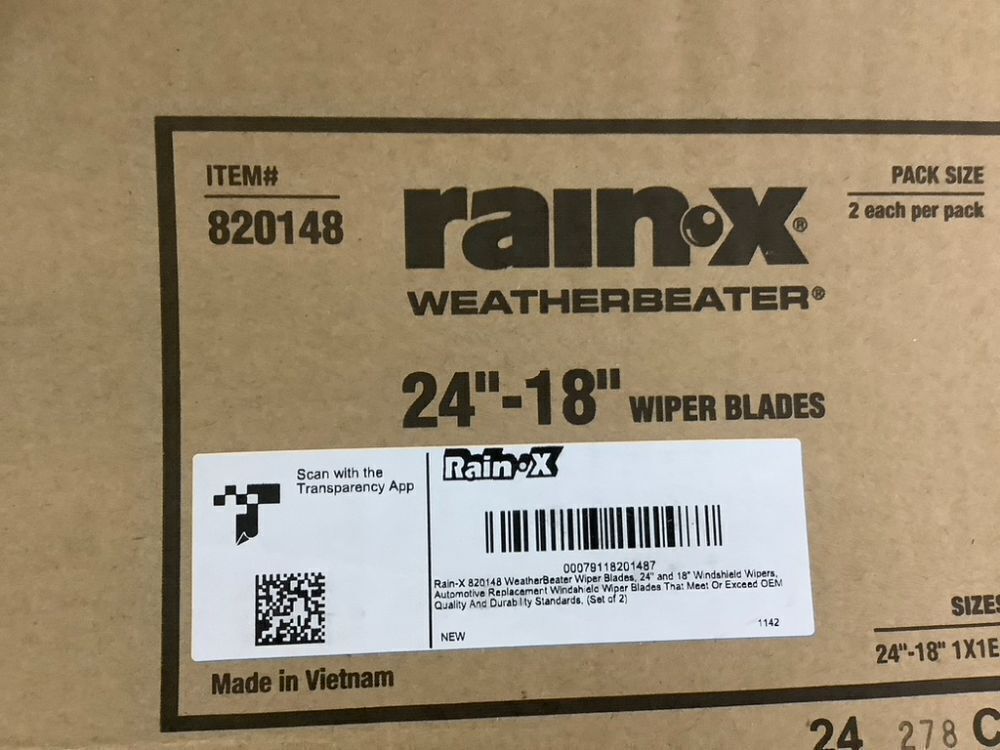 ITEM#
820148
rain·x®
WEATHERBEATER®
PACK SIZE
2 each per pack
24"-18" WIPER BLADES
Scan with the
Transparency App
Rain·X
00079118201487
Rain-X 820148 WeatherBeater Wiper Blades, 24" and 18" Windshield Wipers,
Automotive Replacement Windshield Wiper Blades That Meet Or Exceed OEM
Quality And Durability Standards, (Set of 2)
NEW
1142
Made in Vietnam
SIZES
24"-18" 1X1E
24 278 C